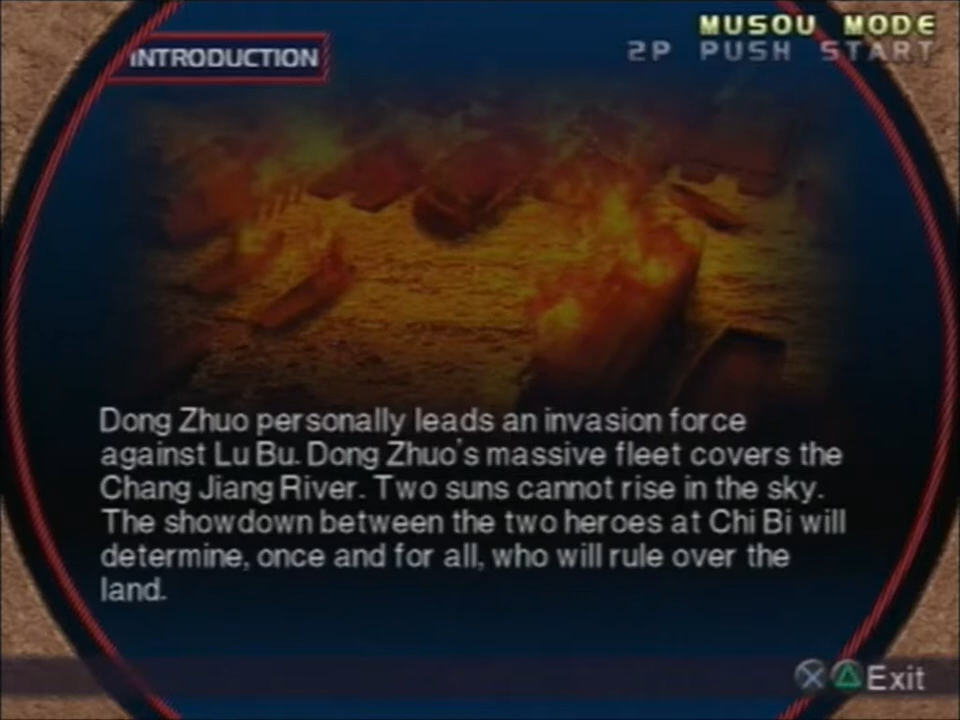 MUSOU MODE
2P PUSH START
INTRODUCTION
Dong Zhuo personally leads an invasion force
against Lu Bu. Dong Zhuo's massive fleet covers the
Chang Jiang River. Two suns cannot rise in the sky.
The showdown between the two heroes at Chi Bi will
determine, once and for all, who will rule over the
land.
Exit